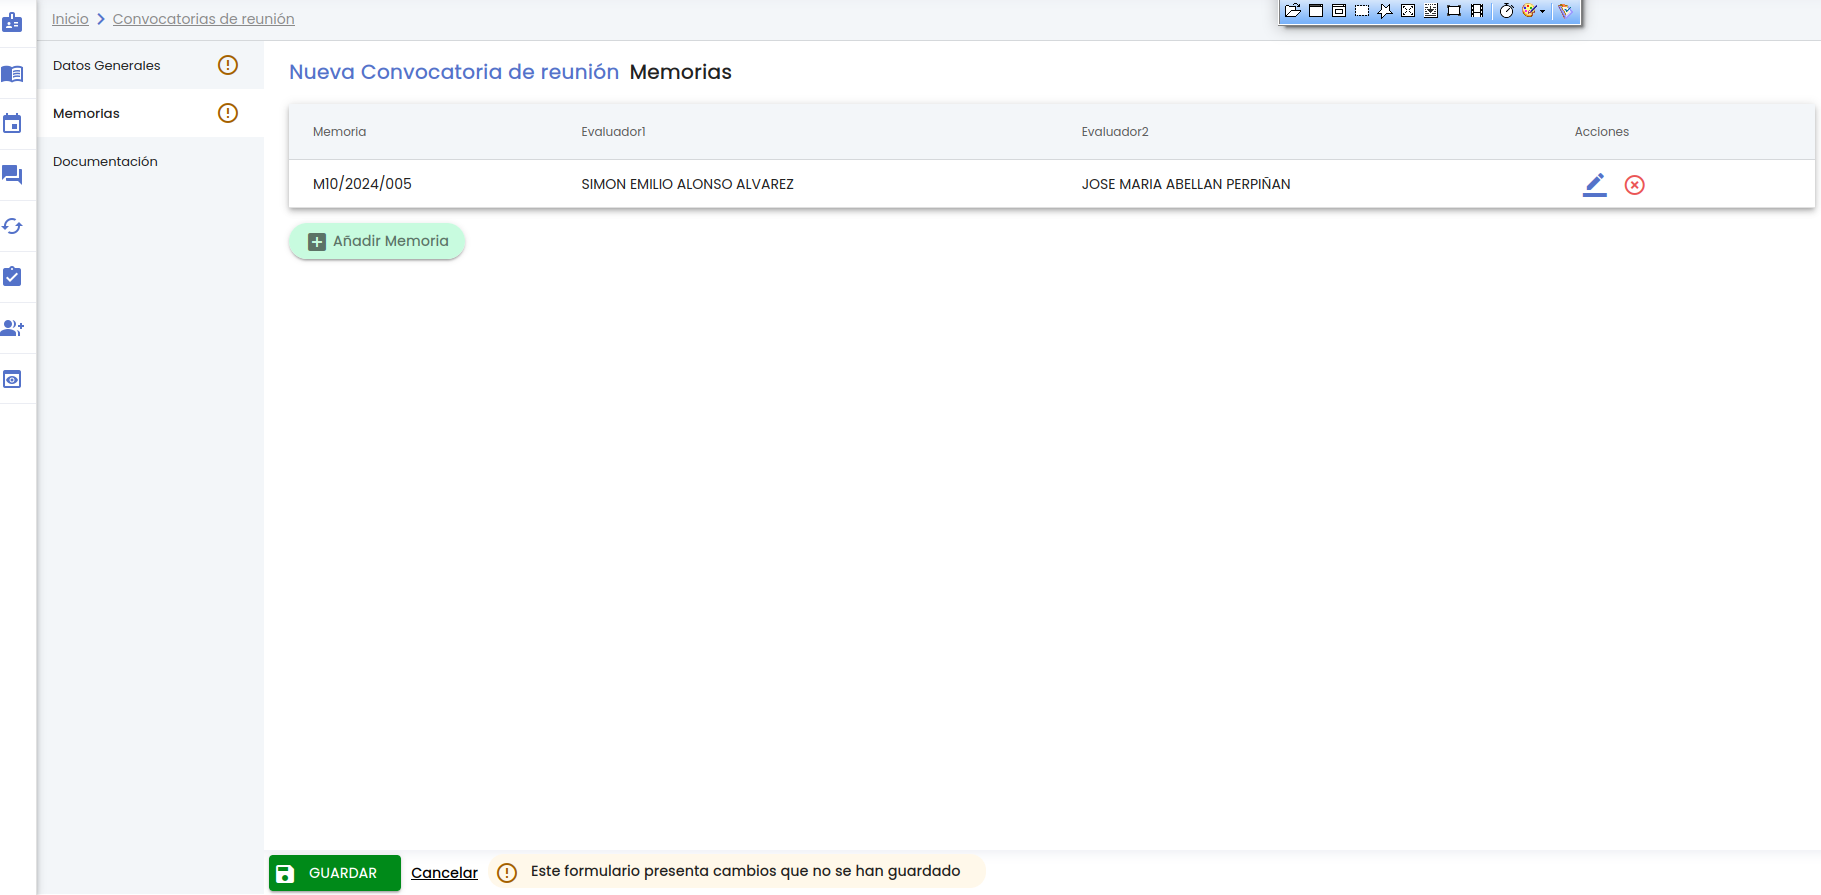 Inicio > Convocatorias de reunión
Datos Generales
Memorias
Documentación
Nueva Convocatoria de reunión Memorias
Memoria Evaluador1 Evaluador2 Acciones
M10/2024/005 SIMON EMILIO ALONSO ALVAREZ JOSE MARIA ABELLAN PERPIÑAN
Añadir Memoria
GUARDAR Cancelar Este formulario presenta cambios que no se han guardado